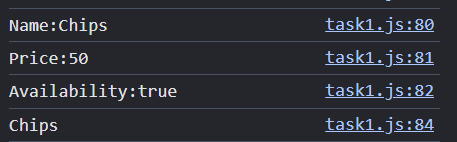 Name:Chips task1.js:80
Price:50 task1.js:81
Availability:true task1.js:82
Chips task1.js:84